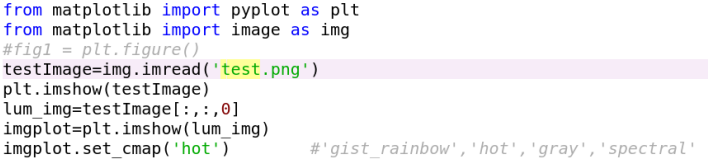 from matplotlib import pyplot as plt
from matplotlib import image as img
#fig1 = plt.figure()
testImage=img.imread('test.png')
plt.imshow(testImage)
lum_img=testImage[:,:,0]
imgplot=plt.imshow(lum_img)
imgplot.set_cmap('hot')        #'gist_rainbow','hot','gray','spectral'